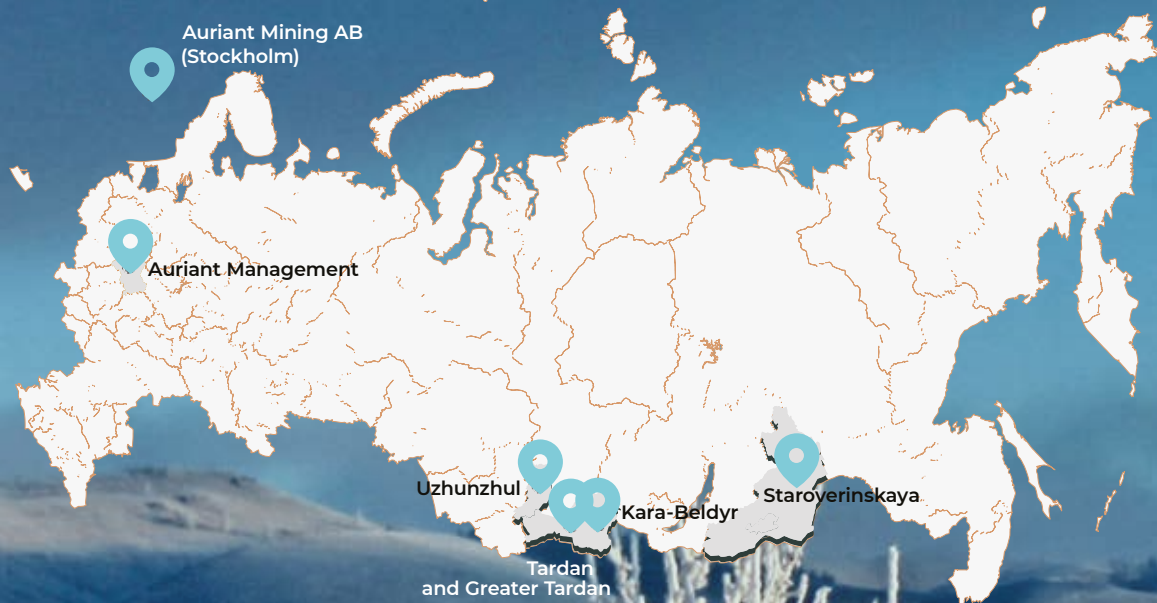 Auriant Mining AB
(Stockholm)
Auriant Management
Uzhunzhul
Staroverinskaya
Kara-Beldyr
Tardan
and Greater Tardan